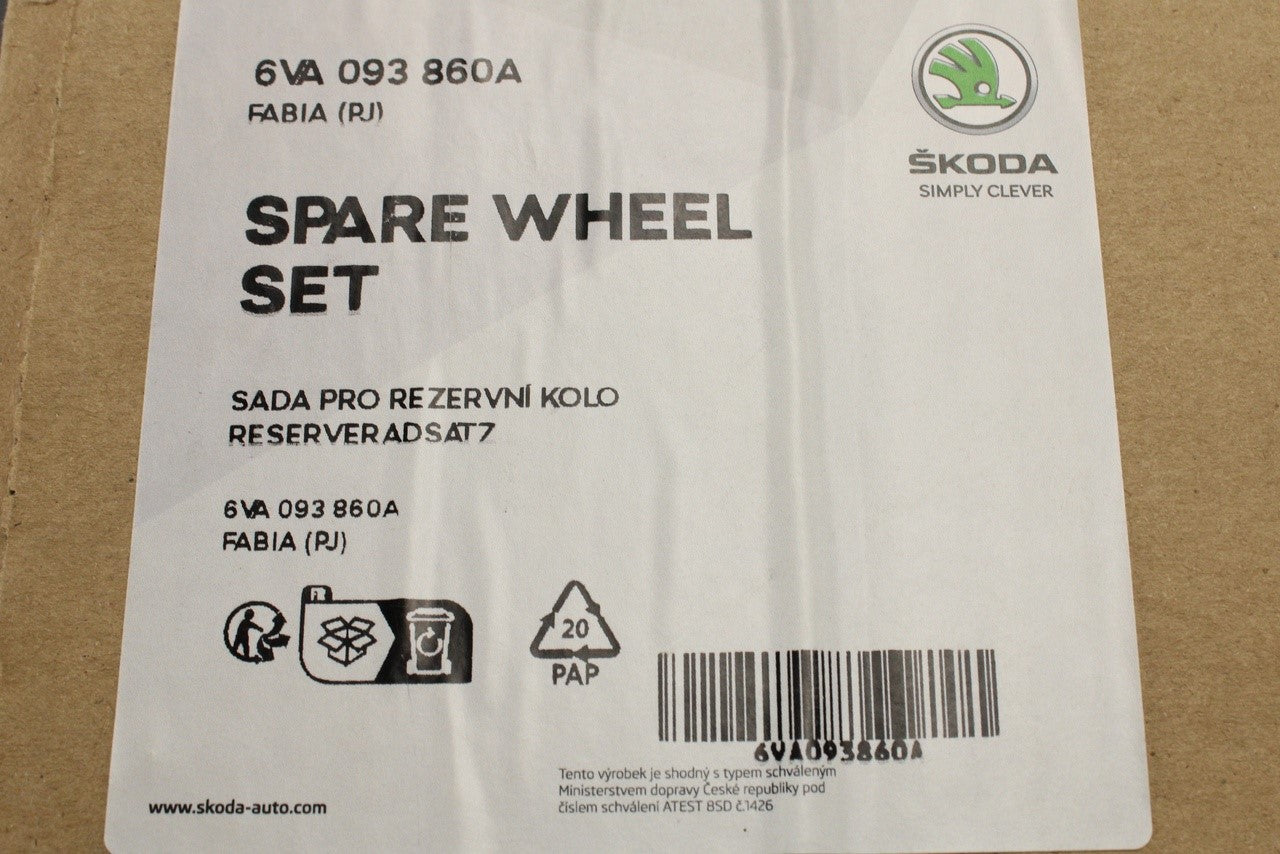 6VA 093 860A
FABIA (PJ)
ŠKODA
SIMPLY CLEVER
SPARE WHEEL
SET
SADA PRO REZERVNÍ KOLO
RESERVERADSATZ
6VA 093 860A
FABIA (PJ)
20
PAP
6VA093860A
Tento výrobek je shodný s typem schváleným
Ministerstvem dopravy České republiky pod
číslem schválení ATEST 8SD č.1426
www.skoda-auto.com